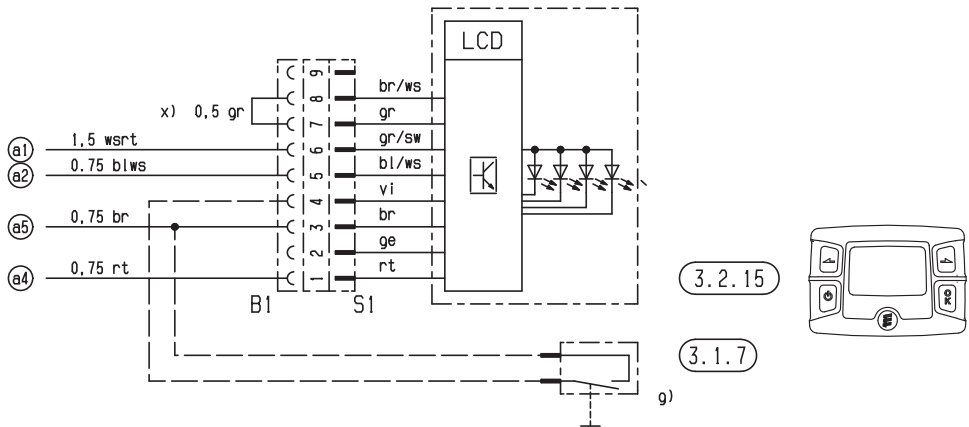 LCD
9
br/ws
8
x) 0,5 gr
gr
7
gr/sw
a1 1,5 wsrt
6
bl/ws
a2 0.75 blws
5
vi
4
br
a5 0,75 br
3
ge
2
rt
a4 0,75 rt
1
B1 S1
3.2.15
OK
3.1.7
g)